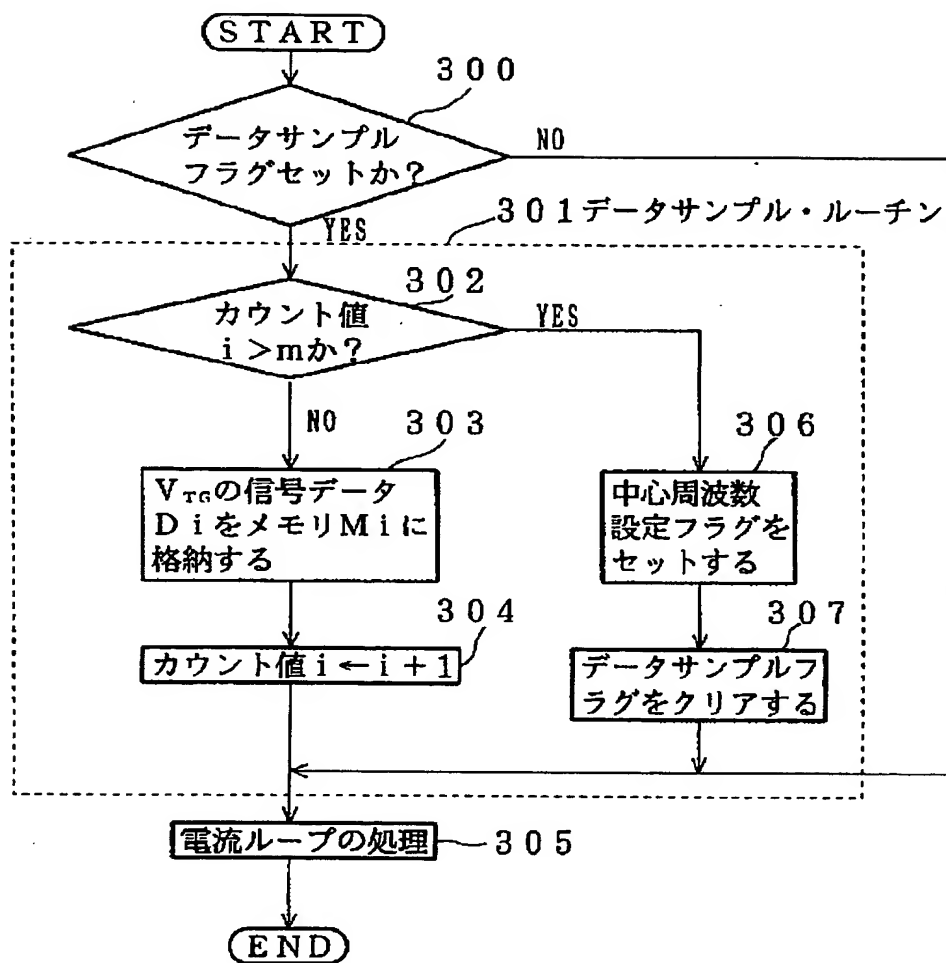 START
300
データサンプル
フラグセットか？
NO
YES
301データサンプル・ルーチン
302
カウント値
i＞mか？
YES
NO
303
VTGの信号データ
DiをメモリMiに
格納する
306
中心周波数
設定フラグを
セットする
304
カウント値i←i＋1
307
データサンプルフ
ラグをクリアする
電流ループの処理
305
END